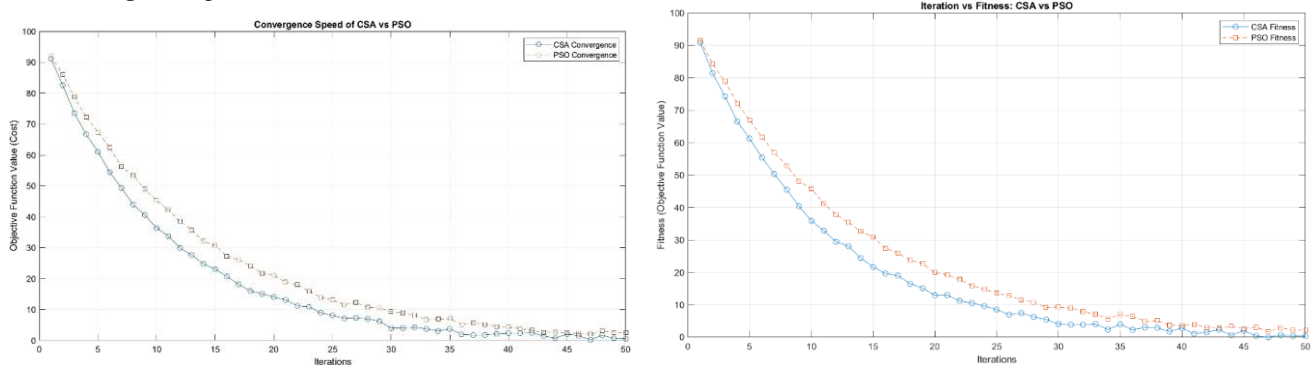 Convergence Speed of CSA vs PSO
CSA Convergence
PSO Convergence
Objective Function Value (Cost)
100
90
80
70
60
50
40
30
20
10
0
0 5 10 15 20 25 30 35 40 45 50
Iterations
Iteration vs Fitness: CSA vs PSO
CSA Fitness
PSO Fitness
Fitness (Objective Function Value)
100
90
80
70
60
50
40
30
20
10
0
0 5 10 15 20 25 30 35 40 45 50
Iterations